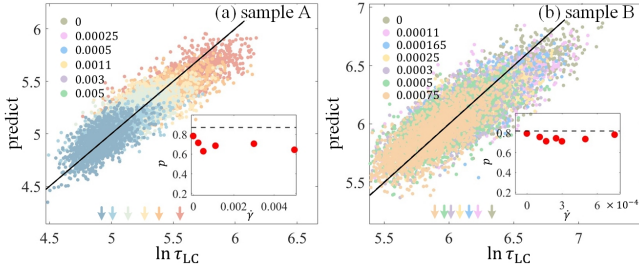 (a) sample A
0
0.00025
0.0005
0.0011
0.003
0.005
6
5.5
5
4.5
predict
4.5 5 5.5 6 6.5
ln τLC
0.8
0.6
0.4
0.2
p
0 0.002 0.004
γ̇
(b) sample B
0
0.00011
0.000165
0.00025
0.0003
0.0005
0.00075
7
6.5
6
5.5
predict
5.5 6 6.5 7
ln τLC
0.8
0.6
0.4
0.2
p
0 3 6 × 10⁻⁴
γ̇